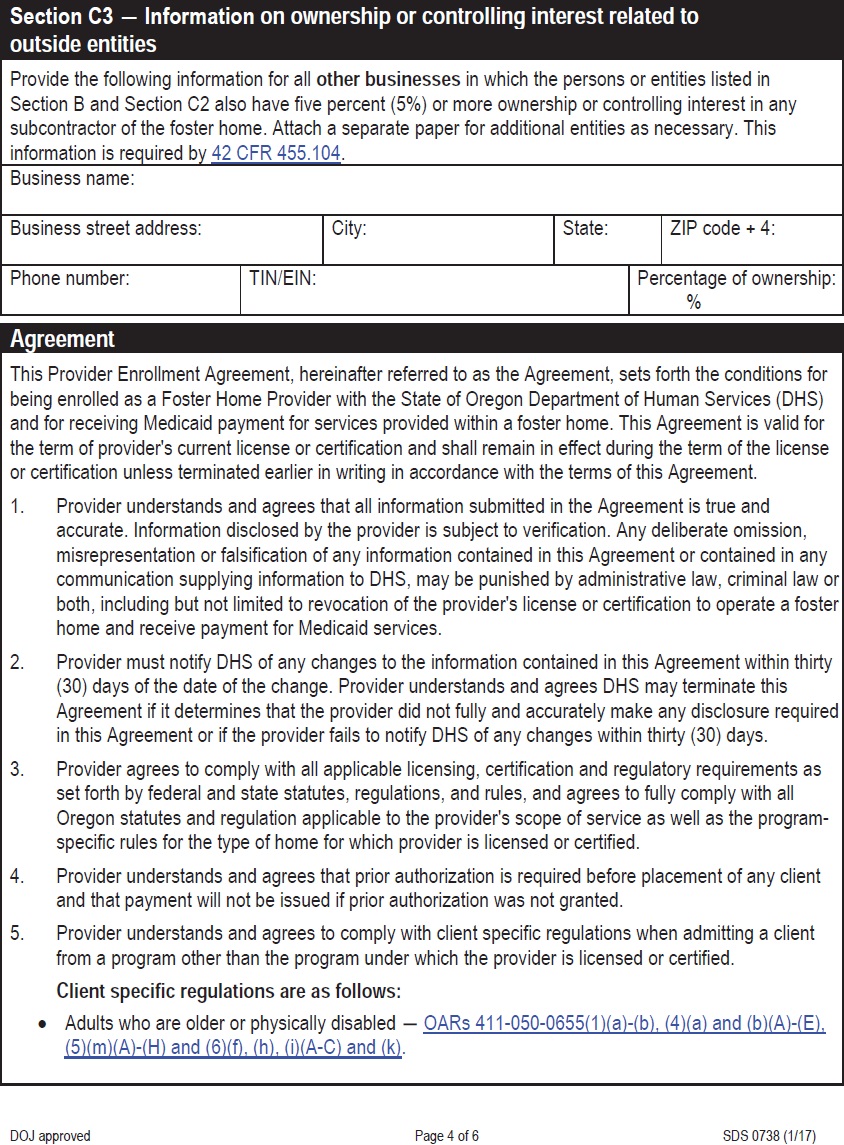 Section C3 — Information on ownership or controlling interest related to
outside entities
Provide the following information for all other businesses in which the persons or entities listed in
Section B and Section C2 also have five percent (5%) or more ownership or controlling interest in any
subcontractor of the foster home. Attach a separate paper for additional entities as necessary. This
information is required by 42 CFR 455.104.
Business name:
Business street address: City: State: ZIP code + 4:
Phone number: TIN/EIN: Percentage of ownership:
%
Agreement
This Provider Enrollment Agreement, hereinafter referred to as the Agreement, sets forth the conditions for
being enrolled as a Foster Home Provider with the State of Oregon Department of Human Services (DHS)
and for receiving Medicaid payment for services provided within a foster home. This Agreement is valid for
the term of provider's current license or certification and shall remain in effect during the term of the license
or certification unless terminated earlier in writing in accordance with the terms of this Agreement.
1. Provider understands and agrees that all information submitted in the Agreement is true and
accurate. Information disclosed by the provider is subject to verification. Any deliberate omission,
misrepresentation or falsification of any information contained in this Agreement or contained in any
communication supplying information to DHS, may be punished by administrative law, criminal law or
both, including but not limited to revocation of the provider's license or certification to operate a foster
home and receive payment for Medicaid services.
2. Provider must notify DHS of any changes to the information contained in this Agreement within thirty
(30) days of the date of the change. Provider understands and agrees DHS may terminate this
Agreement if it determines that the provider did not fully and accurately make any disclosure required
in this Agreement or if the provider fails to notify DHS of any changes within thirty (30) days.
3. Provider agrees to comply with all applicable licensing, certification and regulatory requirements as
set forth by federal and state statutes, regulations, and rules, and agrees to fully comply with all
Oregon statutes and regulation applicable to the provider's scope of service as well as the program-
specific rules for the type of home for which provider is licensed or certified.
4. Provider understands and agrees that prior authorization is required before placement of any client
and that payment will not be issued if prior authorization was not granted.
5. Provider understands and agrees to comply with client specific regulations when admitting a client
from a program other than the program under which the provider is licensed or certified.
Client specific regulations are as follows:
• Adults who are older or physically disabled — OARs 411-050-0655(1)(a)-(b), (4)(a) and (b)(A)-(E),
(5)(m)(A)-(H) and (6)(f), (h), (i)(A-C) and (k).
DOJ approved Page 4 of 6 SDS 0738 (1/17)